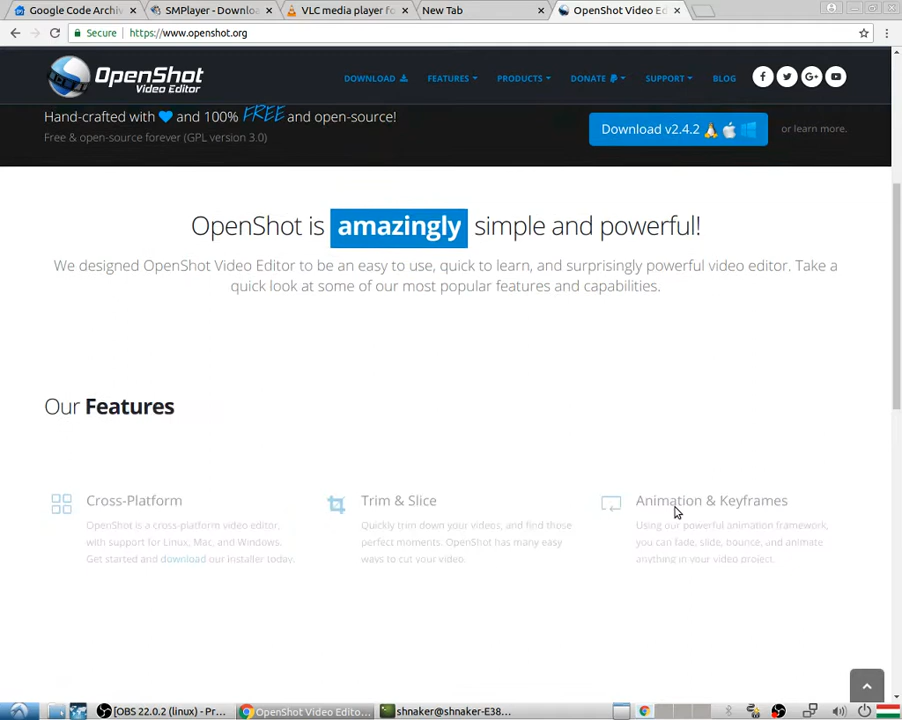 Google Code Archiv
SMPlayer - Downloa
VLC media player fo
New Tab
OpenShot Video Ed
Secure
https://www.openshot.org
OpenShot
Video Editor
DOWNLOAD
FEATURES
PRODUCTS
DONATE
SUPPORT
BLOG
Hand-crafted with and 100% FREE and open-source!
Free & open-source forever (GPL version 3.0)
Download v2.4.2
or learn more.
OpenShot is amazingly simple and powerful!
We designed OpenShot Video Editor to be an easy to use, quick to learn, and surprisingly powerful video editor. Take a
quick look at some of our most popular features and capabilities.
Our Features
Cross-Platform
OpenShot is a cross-platform video editor,
with support for Linux, Mac, and Windows.
Get started and download our installer today.
Trim & Slice
Quickly trim down your videos, and find those
perfect moments. OpenShot has many easy
ways to cut your video.
Animation & Keyframes
Using our powerful animation framework,
you can fade, slide, bounce, and animate
anything in your video project.
[OBS 22.0.2 (linux) - Pr...
OpenShot Video Edito...
shnaker@shnaker-E38...